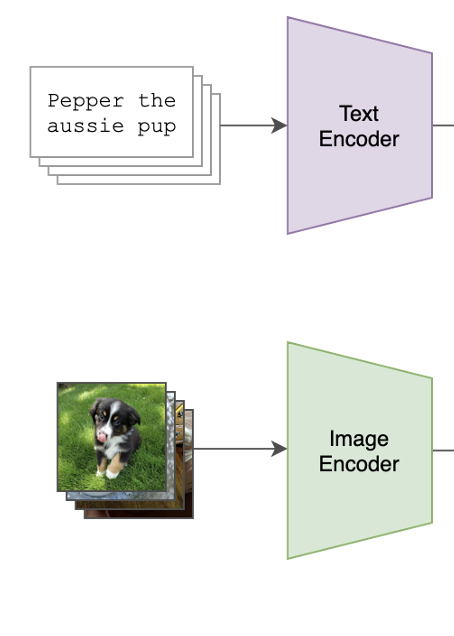 Pepper the
aussie pup
Text
Encoder
Image
Encoder